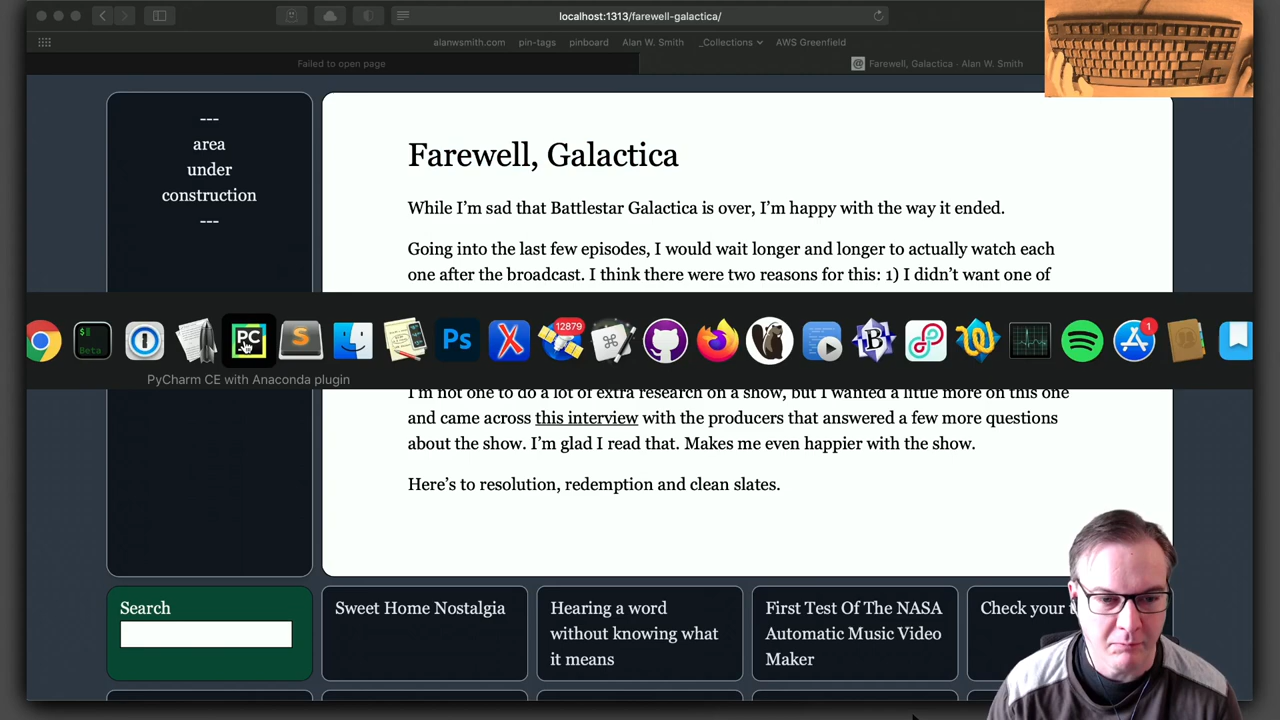 localhost:1313/farewell-galactica/
alanwsmith.com pin-tags pinboard Alan W. Smith _Collections AWS Greenfield
Failed to open page
@ Farewell, Galactica - Alan W. Smith
---
area
under
construction
---
Farewell, Galactica
While I’m sad that Battlestar Galactica is over, I’m happy with the way it ended.
Going into the last few episodes, I would wait longer and longer to actually watch each
one after the broadcast. I think there were two reasons for this: 1) I didn’t want one of
$
Beta
PC
S
Ps
X
12879
B
1
PyCharm CE with Anaconda plugin
I’m not one to do a lot of extra research on a show, but I wanted a little more on this one
and came across this interview with the producers that answered a few more questions
about the show. I’m glad I read that. Makes me even happier with the show.
Here’s to resolution, redemption and clean slates.
Search
Sweet Home Nostalgia
Hearing a word
without knowing what
it means
First Test Of The NASA
Automatic Music Video
Maker
Check your